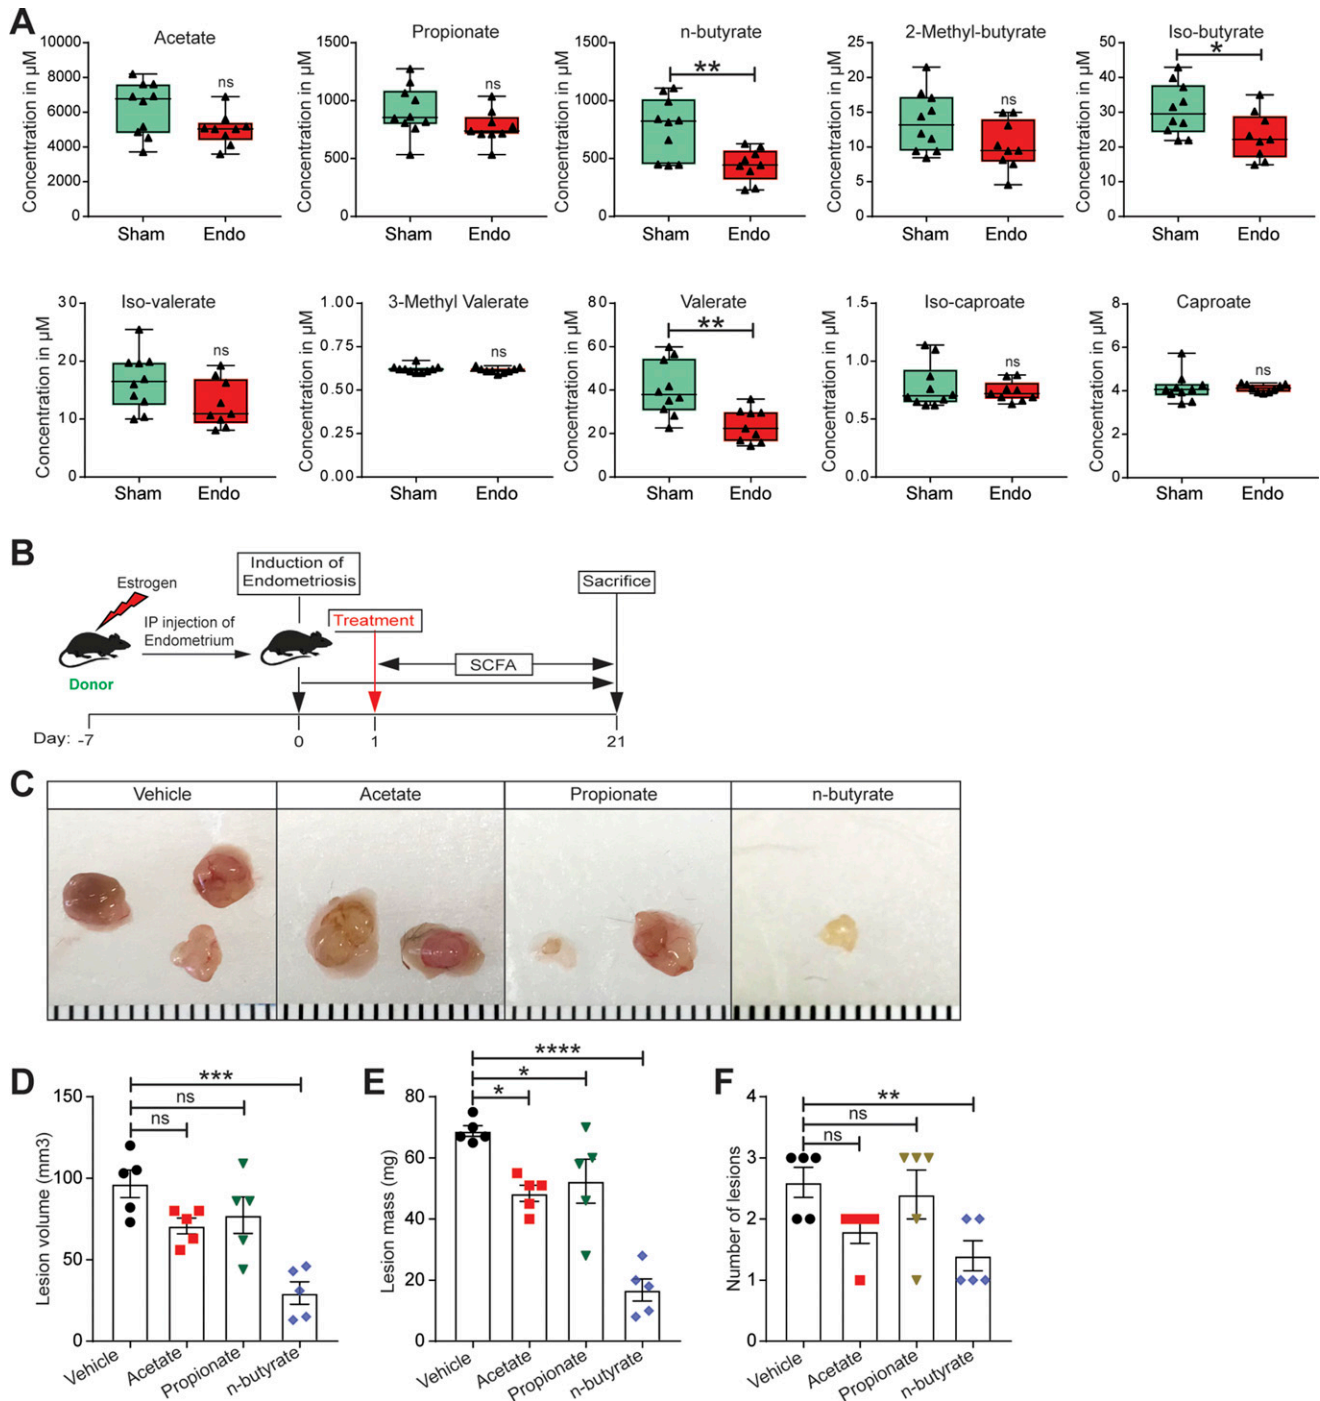 A
Acetate
Concentration in µM
10000
8000
6000
4000
2000
0
ns
Sham Endo
Propionate
Concentration in µM
1500
1000
500
0
ns
Sham Endo
n-butyrate
Concentration in µM
1500
1000
500
0
**
Sham Endo
2-Methyl-butyrate
Concentration in µM
25
20
15
10
5
0
ns
Sham Endo
Iso-butyrate
Concentration in µM
50
40
30
20
10
0
*
Sham Endo
Iso-valerate
Concentration in µM
30
20
10
0
ns
Sham Endo
3-Methyl Valerate
Concentration in µM
1.00
0.75
0.50
0.25
0.00
ns
Sham Endo
Valerate
Concentration in µM
80
60
40
20
0
**
Sham Endo
Iso-caproate
Concentration in µM
1.5
1.0
0.5
0.0
ns
Sham Endo
Caproate
Concentration in µM
8
6
4
2
0
ns
Sham Endo
B
Estrogen
IP injection of
Endometrium
Donor
Induction of
Endometriosis
Treatment
SCFA
Sacrifice
Day: -7 0 1 21
C
Vehicle Acetate Propionate n-butyrate
D
Lesion volume (mm3)
150
100
50
0
***
ns
ns
Vehicle
Acetate
Propionate
n-butyrate
E
Lesion mass (mg)
80
60
40
20
0
****
*
*
Vehicle
Acetate
Propionate
n-butyrate
F
Number of lesions
4
3
2
1
0
**
ns
ns
Vehicle
Acetate
Propionate
n-butyrate